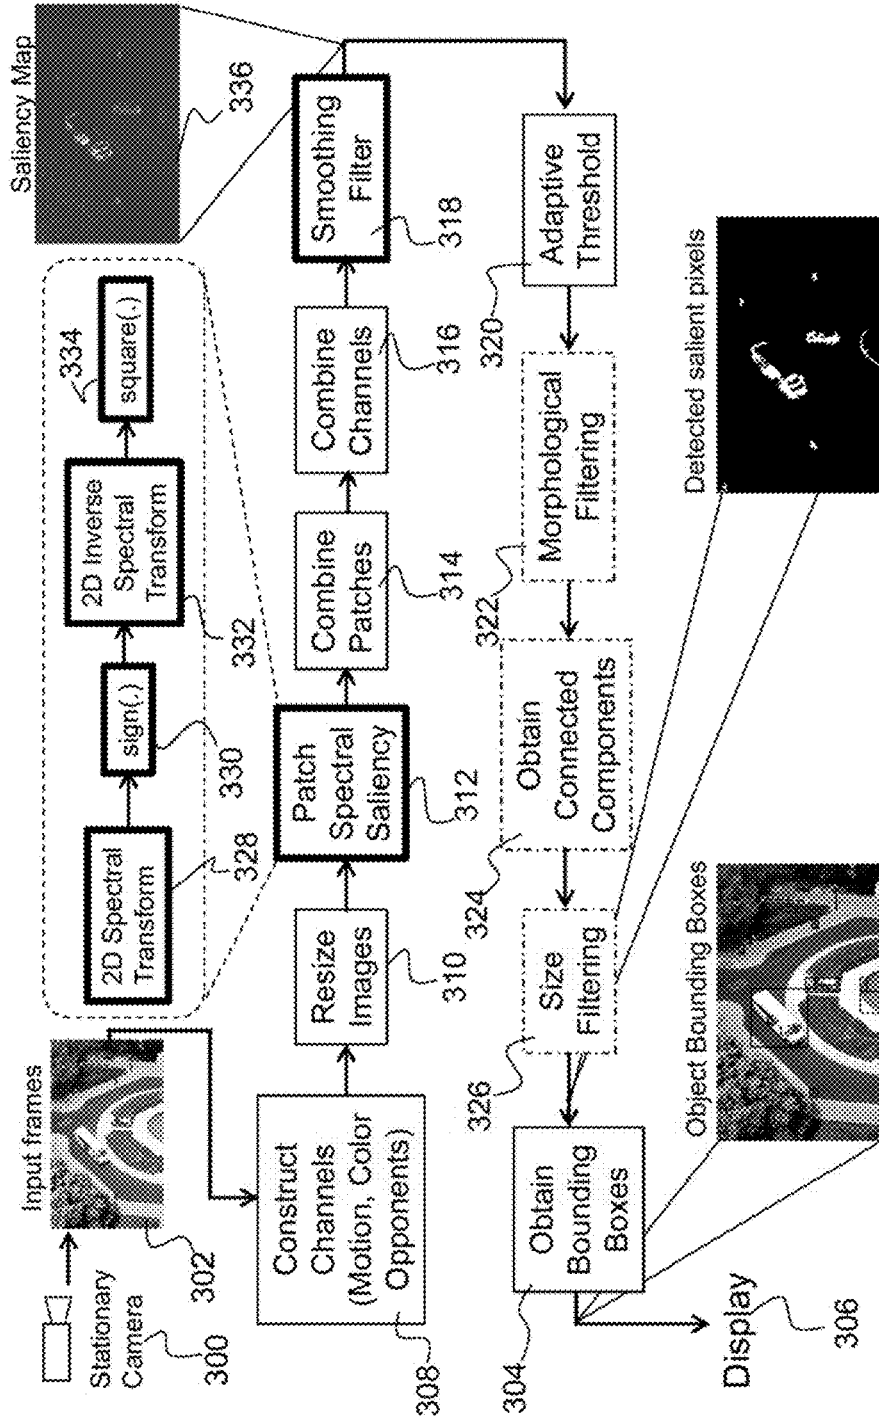 Stationary
Camera
300
Input frames
302
2D Spectral
Transform
328
sign(.)
330
2D Inverse
Spectral
Transform
332
square(.)
334
Saliency Map
336
Construct
Channels
(Motion, Color
Opponents)
308
Resize
Images
310
Patch
Spectral
Saliency
312
Combine
Patches
314
Combine
Channels
316
Smoothing
Filter
318
304
Obtain
Bounding
Boxes
326
Size
Filtering
324
Obtain
Connected
Components
322
Morphological
Filtering
320
Adaptive
Threshold
Display
306
Object Bounding Boxes
Detected salient pixels